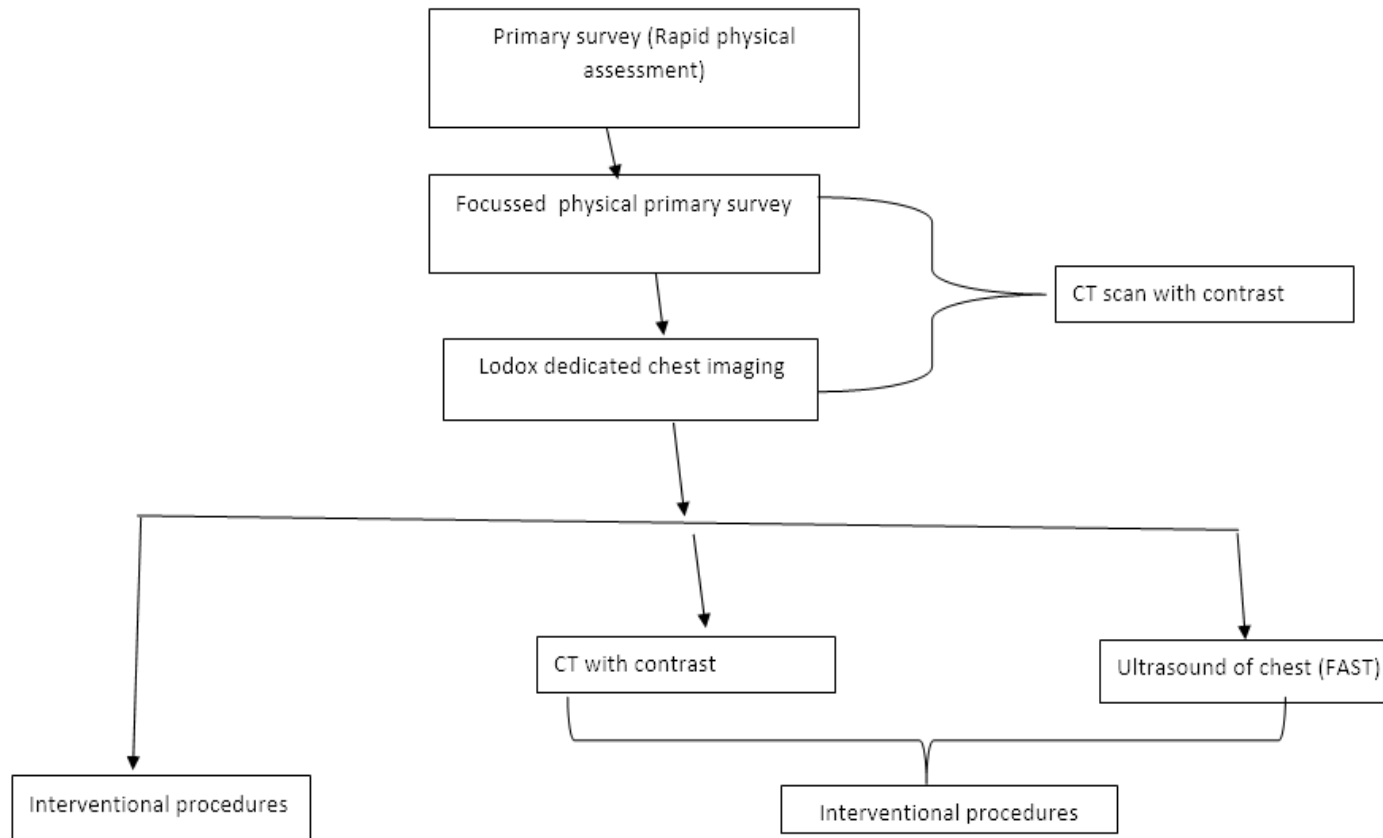 Primary survey (Rapid physical
assessment)
Focussed  physical primary survey
CT scan with contrast
Lodox dedicated chest imaging
CT with contrast
Ultrasound of chest (FAST)
Interventional procedures
Interventional procedures